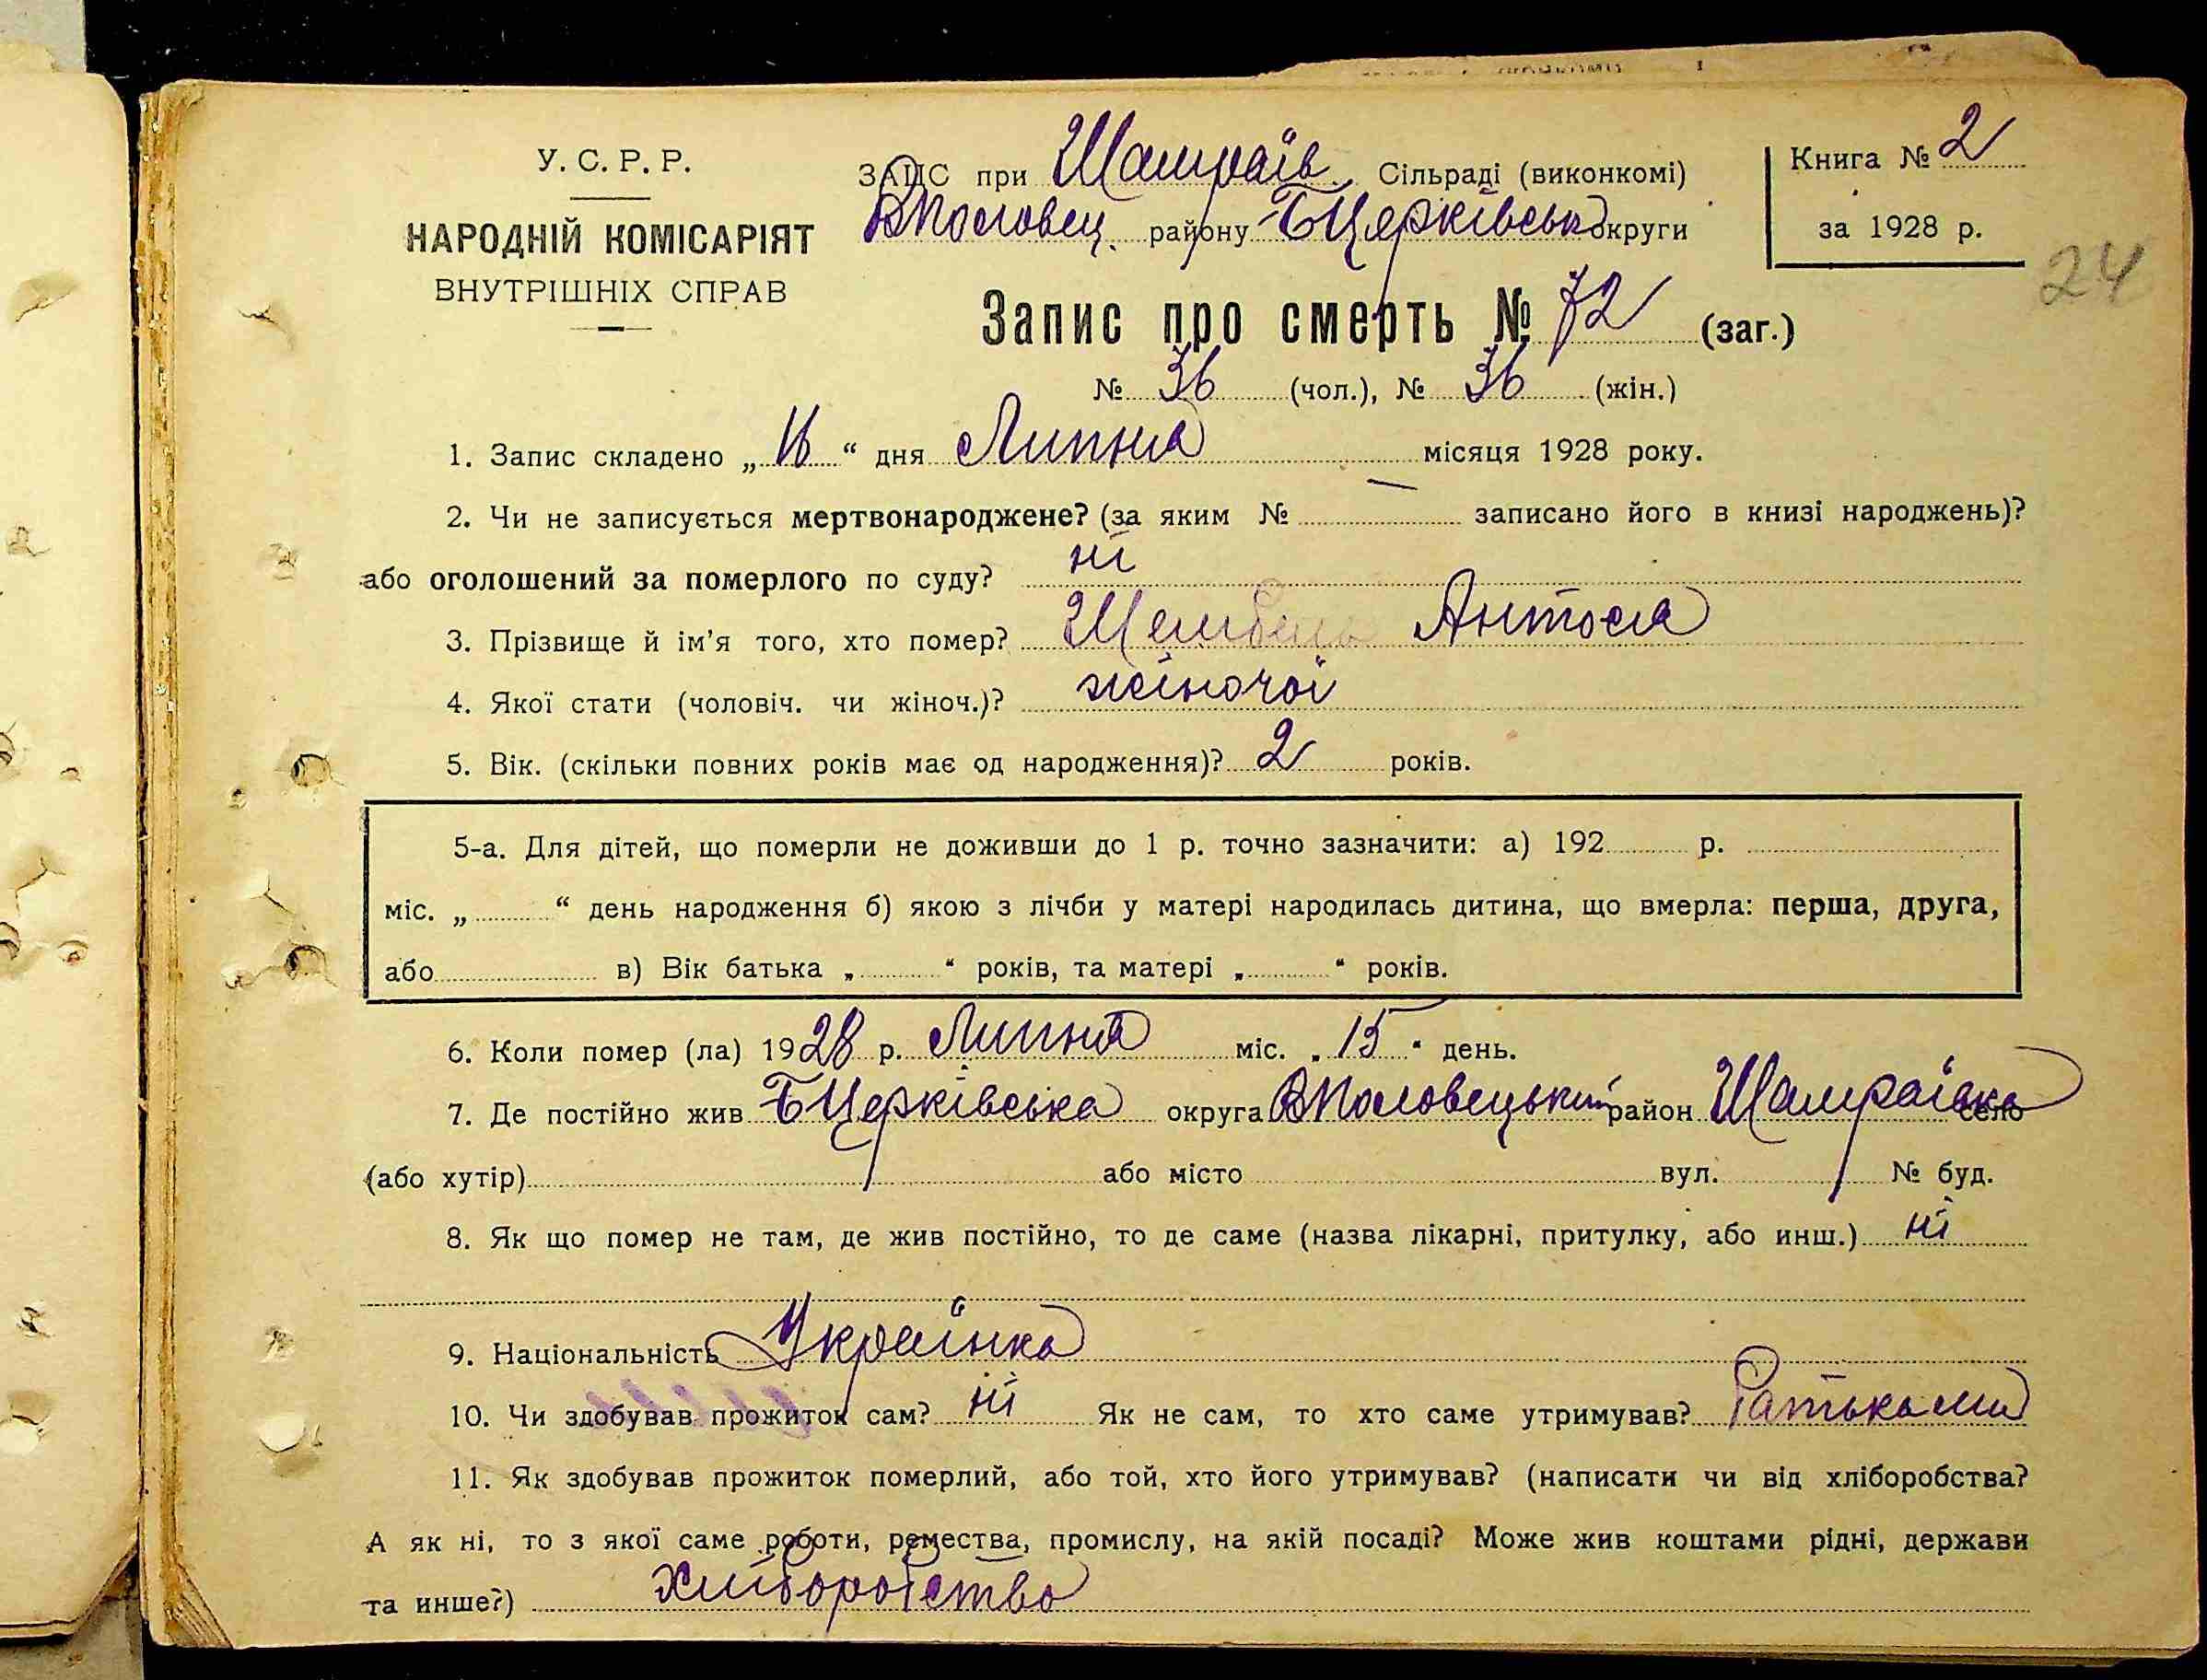 У. С. Р. Р.
НАРОДНІЙ КОМІСАРІЯТ
ВНУТРІШНІХ СПРАВ
ЗАПС при Шамраїв. Сільраді (виконкомі)
ВПоловец. району БЦерківськ округи
Книга № 2
за 1928 р.
24
Запис про смерть № 72 (заг.)
№ 36 (чол.), № 36 (жін.)
1. Запис складено „ 16 “ дня Липня місяця 1928 року.
2. Чи не записується мертвонароджене? (за яким № записано його в книзі народжень)?
або оголошений за померлого по суду? ні
3. Прізвище й ім’я того, хто помер? Антося
4. Якої стати (чоловіч. чи жіноч.)? жіночої
5. Вік. (скільки повних років має од народження)? 2 років.
5-а. Для дітей, що померли не доживши до 1 р. точно зазначити: а) 192 р.
міс. „ “ день народження б) якою з лічби у матері народилась дитина, що вмерла: перша, друга,
або в) Вік батька „ “ років, та матері „ “ років.
6. Коли помер (ла) 1928 р. Липня міс. „ 15 “ день.
7. Де постійно жив БЦерківська округа ВПоловецький район Шамраївка село
(або хутір) або місто вул. № буд.
8. Як що помер не там, де жив постійно, то де саме (назва лікарні, притулку, або инш.) ні
9. Національність Українка
10. Чи здобував прожиток сам? ні Як не сам, то хто саме утримував? Батьками
11. Як здобував прожиток померлий, або той, хто його утримував? (написати чи від хліборобства?
А як ні, то з якої саме роботи, ремества, промислу, на якій посаді? Може жив коштами рідні, держави
та инше?) Хліборобство